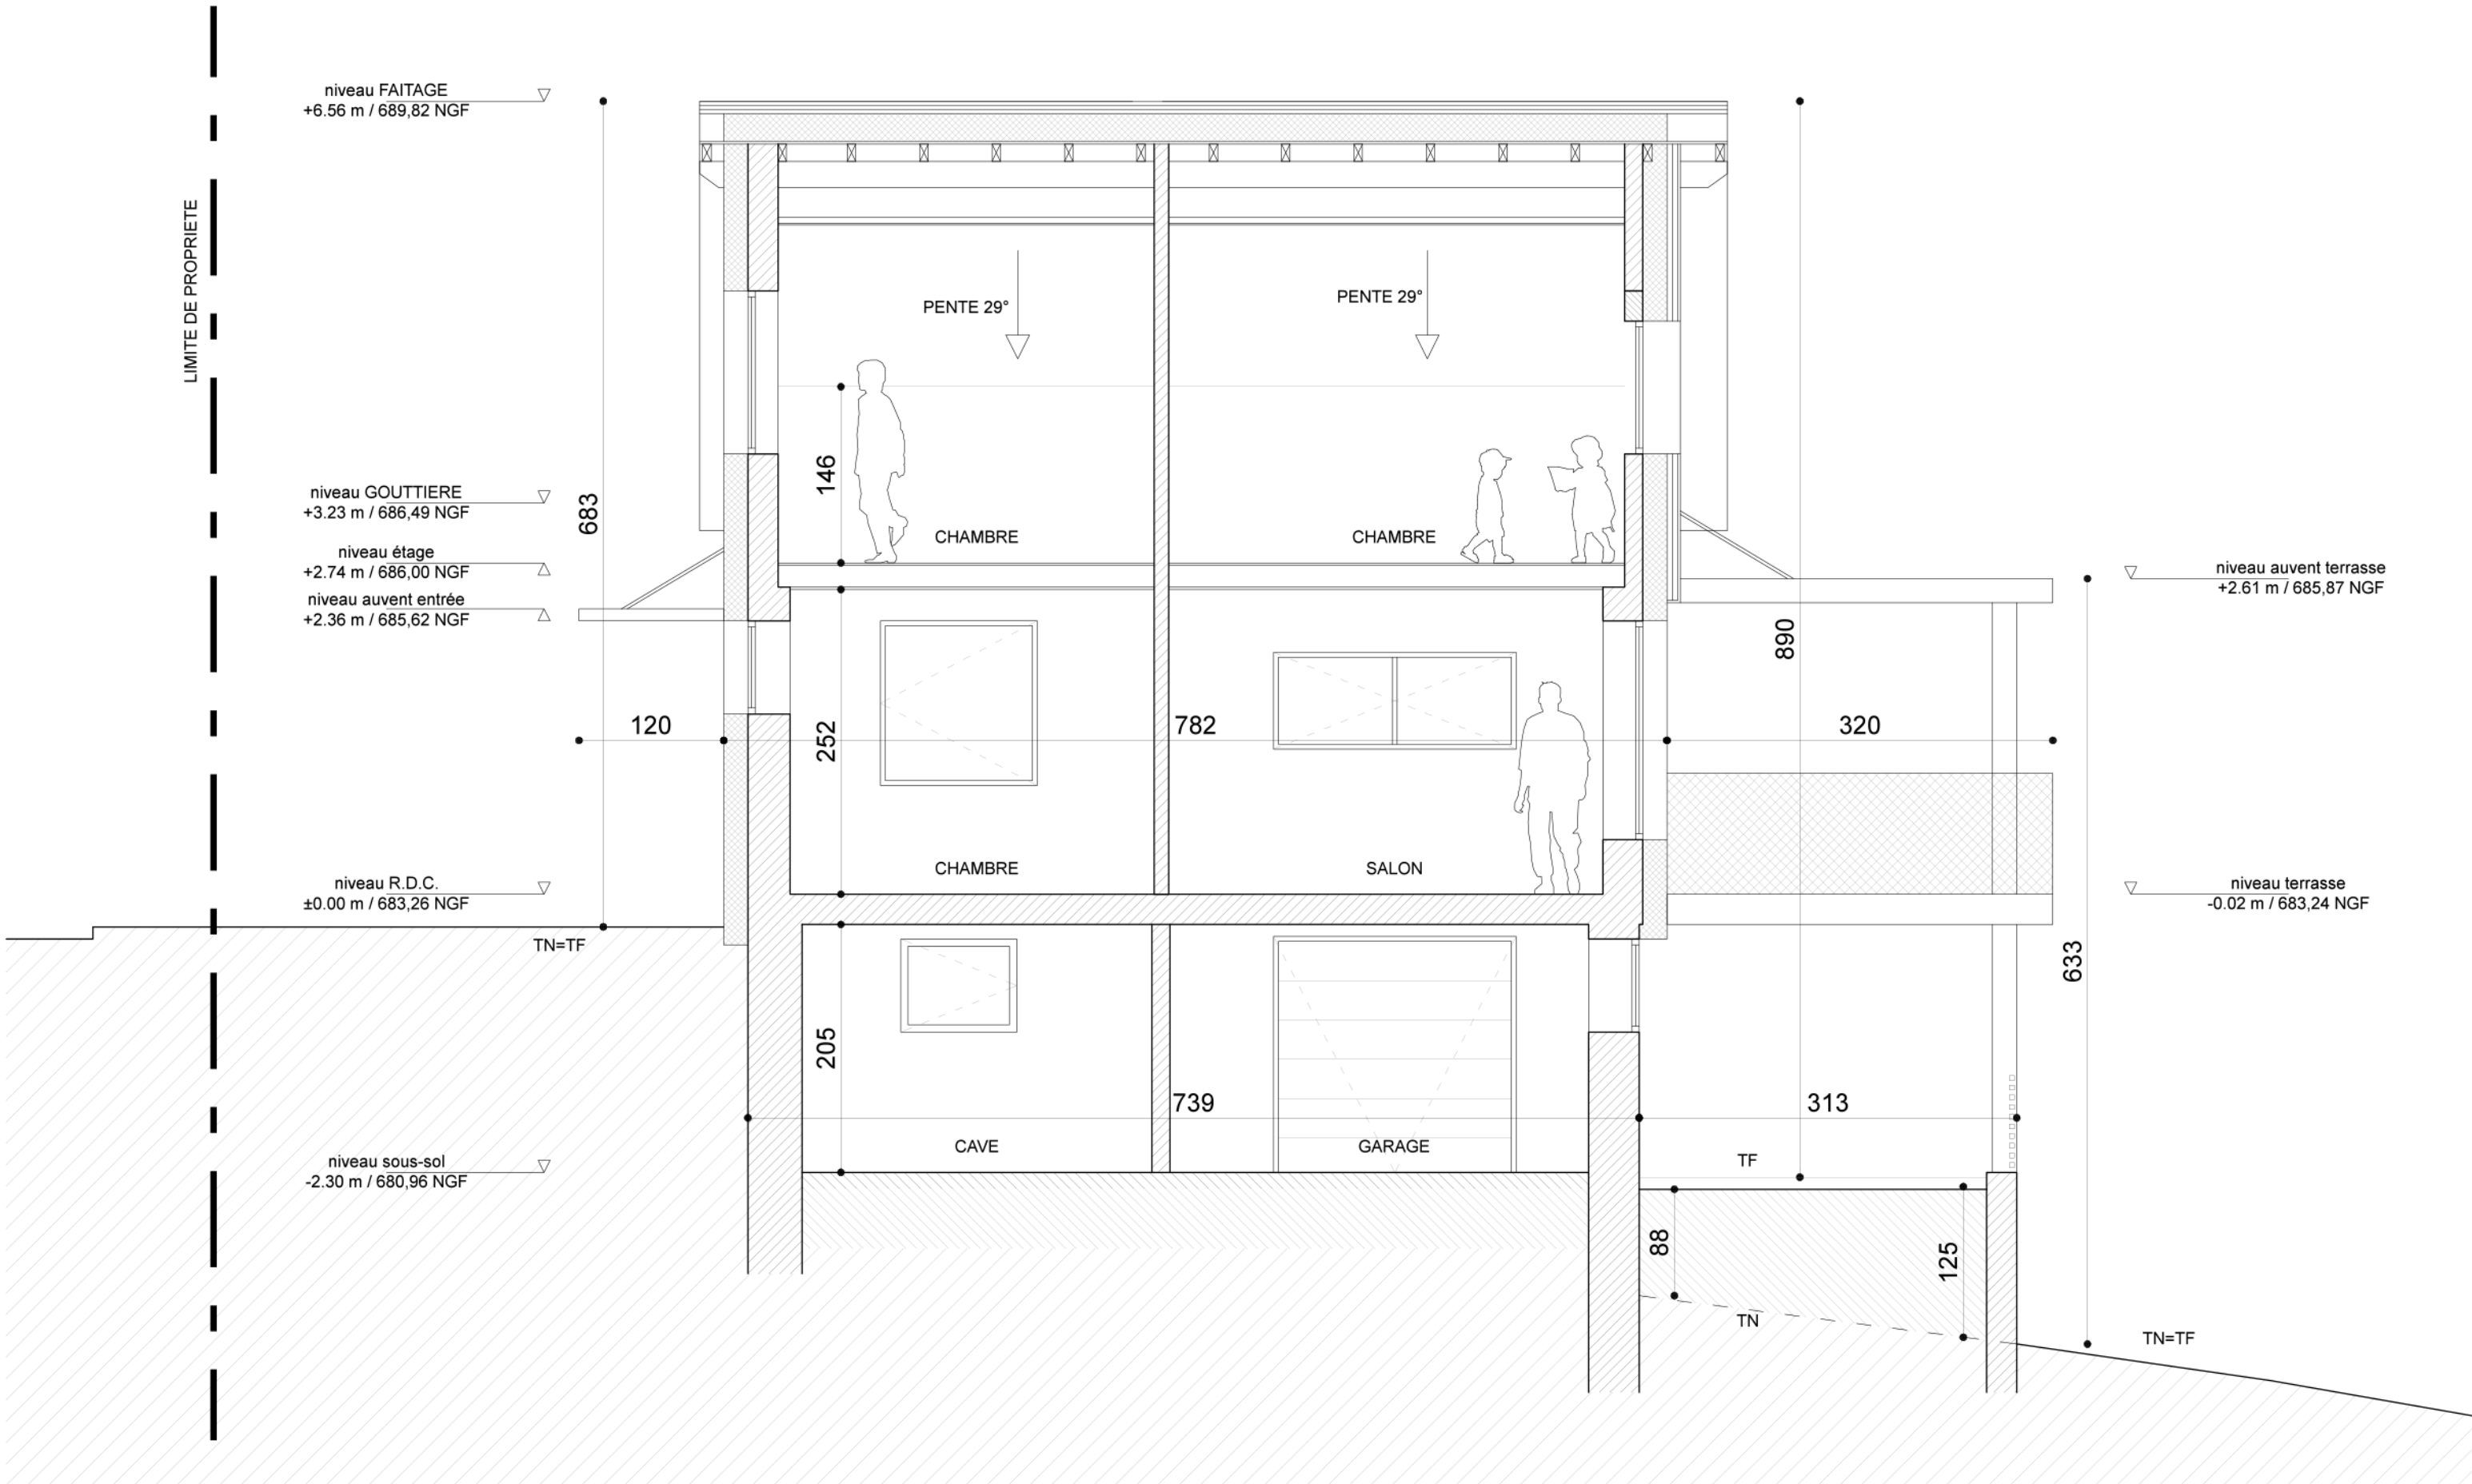 niveau FAITAGE
+6.56 m / 689,82 NGF
LIMITE DE PROPRIETE
PENTE 29°
PENTE 29°
146
niveau GOUTTIERE
+3.23 m / 686,49 NGF
683
CHAMBRE
CHAMBRE
niveau étage
+2.74 m / 686,00 NGF
niveau auvent entrée
+2.36 m / 685,62 NGF
niveau auvent terrasse
+2.61 m / 685,87 NGF
890
120
252
782
320
CHAMBRE
SALON
niveau R.D.C.
±0.00 m / 683,26 NGF
niveau terrasse
-0.02 m / 683,24 NGF
TN=TF
633
205
739
313
CAVE
GARAGE
niveau sous-sol
-2.30 m / 680,96 NGF
TF
88
125
TN
TN=TF